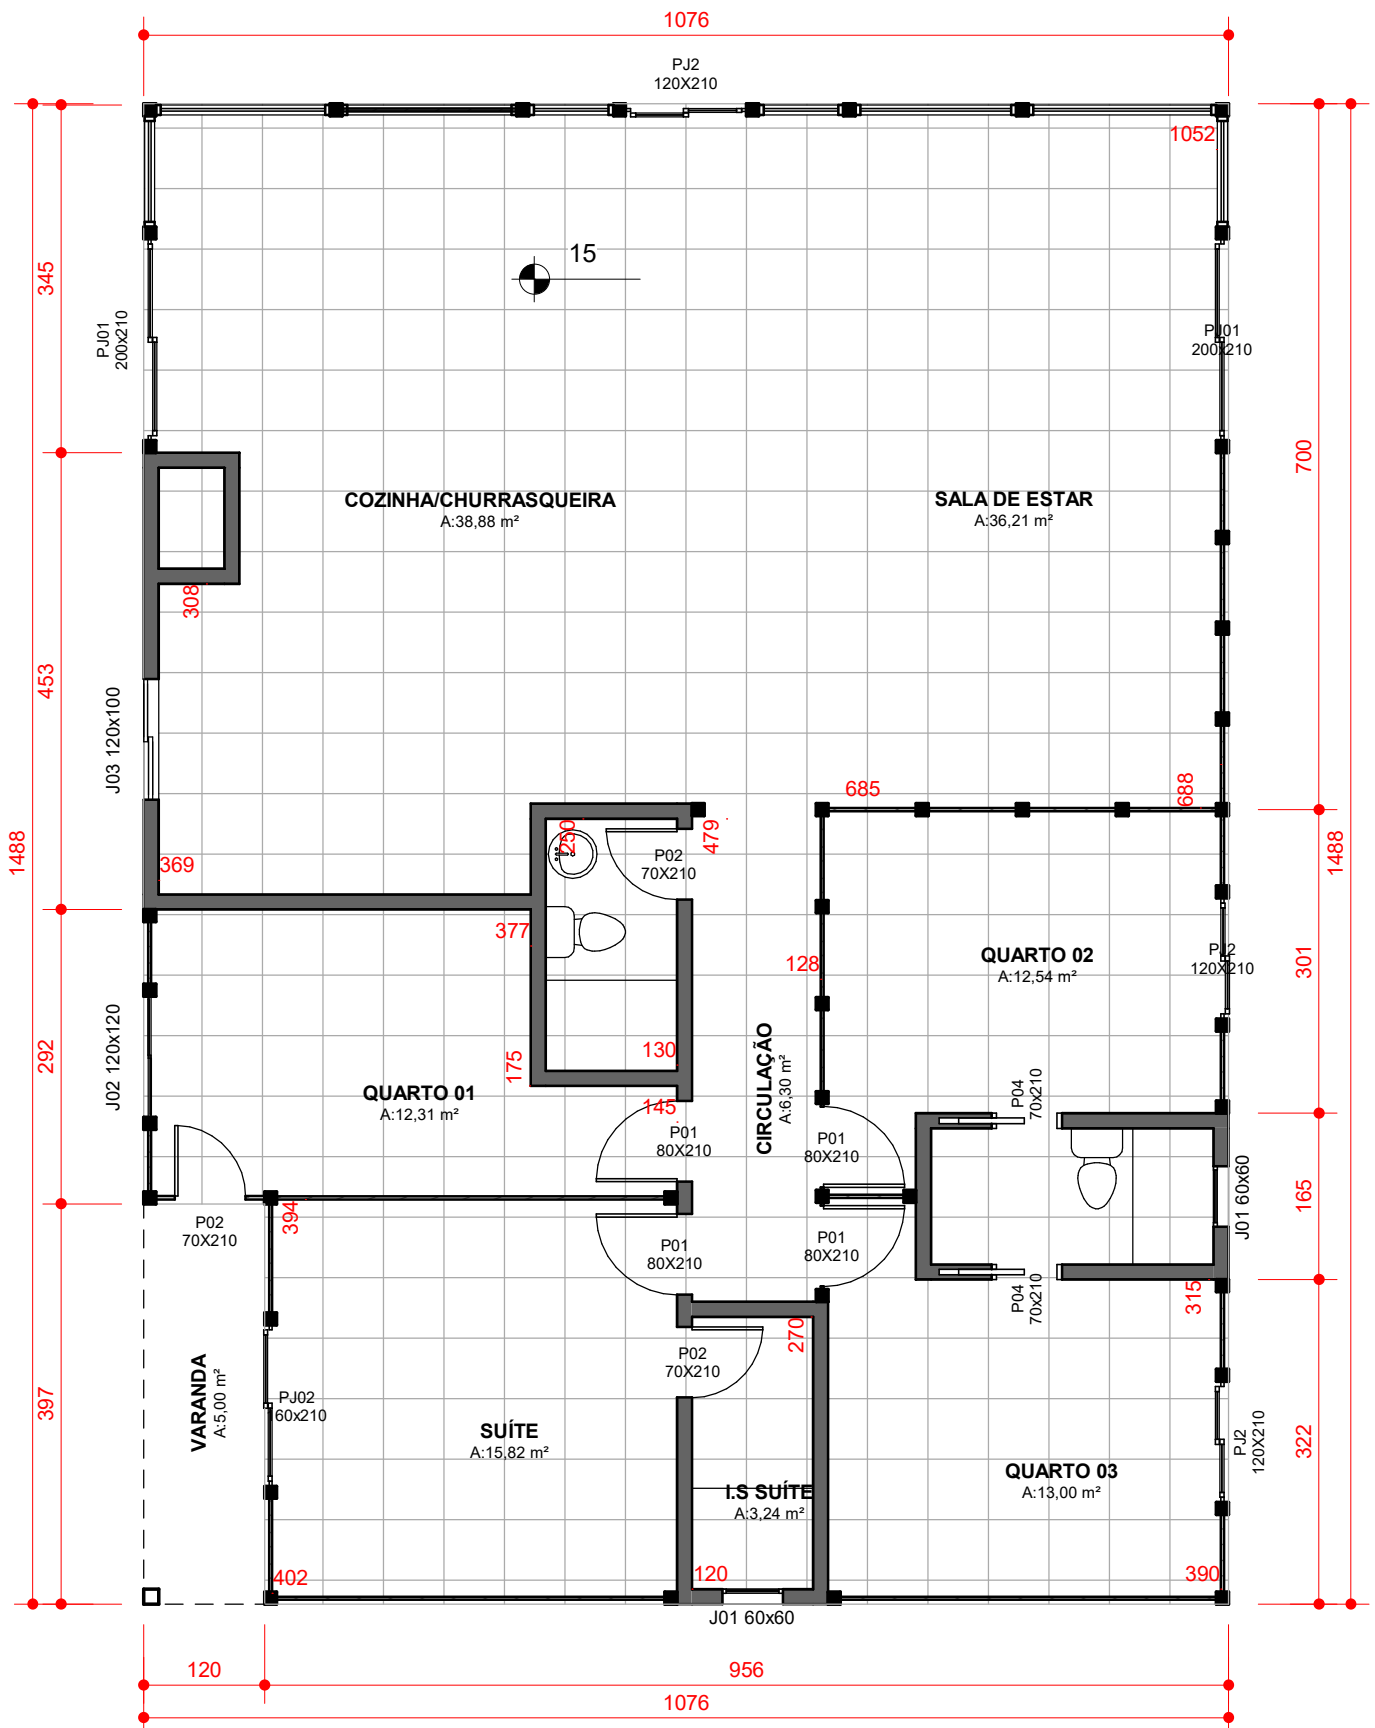 1076
PJ2
120X210
1052
15
345
PJ01
200x210
PJ01
200x210
700
COZINHA/CHURRASQUEIRA
A:38,88 m²
SALA DE ESTAR
A:36,21 m²
308
453
J03 120x100
685
688
1488
369
250
479
P02
70X210
1488
377
128
QUARTO 02
A:12,54 m²
PJ2
120X210
301
292
J02 120x120
175
130
QUARTO 01
A:12,31 m²
145
CIRCULAÇÃO
A:6,30 m²
P04
70x210
P01
80X210
P01
80X210
J01 60x60
165
394
P02
70X210
P01
80X210
P01
80X210
P04
70x210
315
270
P02
70X210
397
VARANDA
A:5,00 m²
PJ02
160x210
SUÍTE
A:15,82 m²
I.S SUÍTE
A:3,24 m²
QUARTO 03
A:13,00 m²
PJ2
120X210
322
402
120
390
J01 60x60
120
956
1076